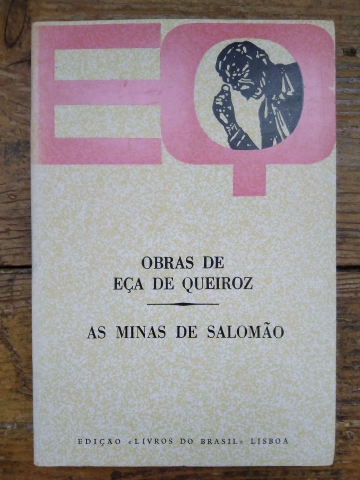 EQ
OBRAS DE
EÇA DE QUEIROZ
AS MINAS DE SALOMÃO
EDIÇÃO «LIVROS DO BRASIL» LISBOA